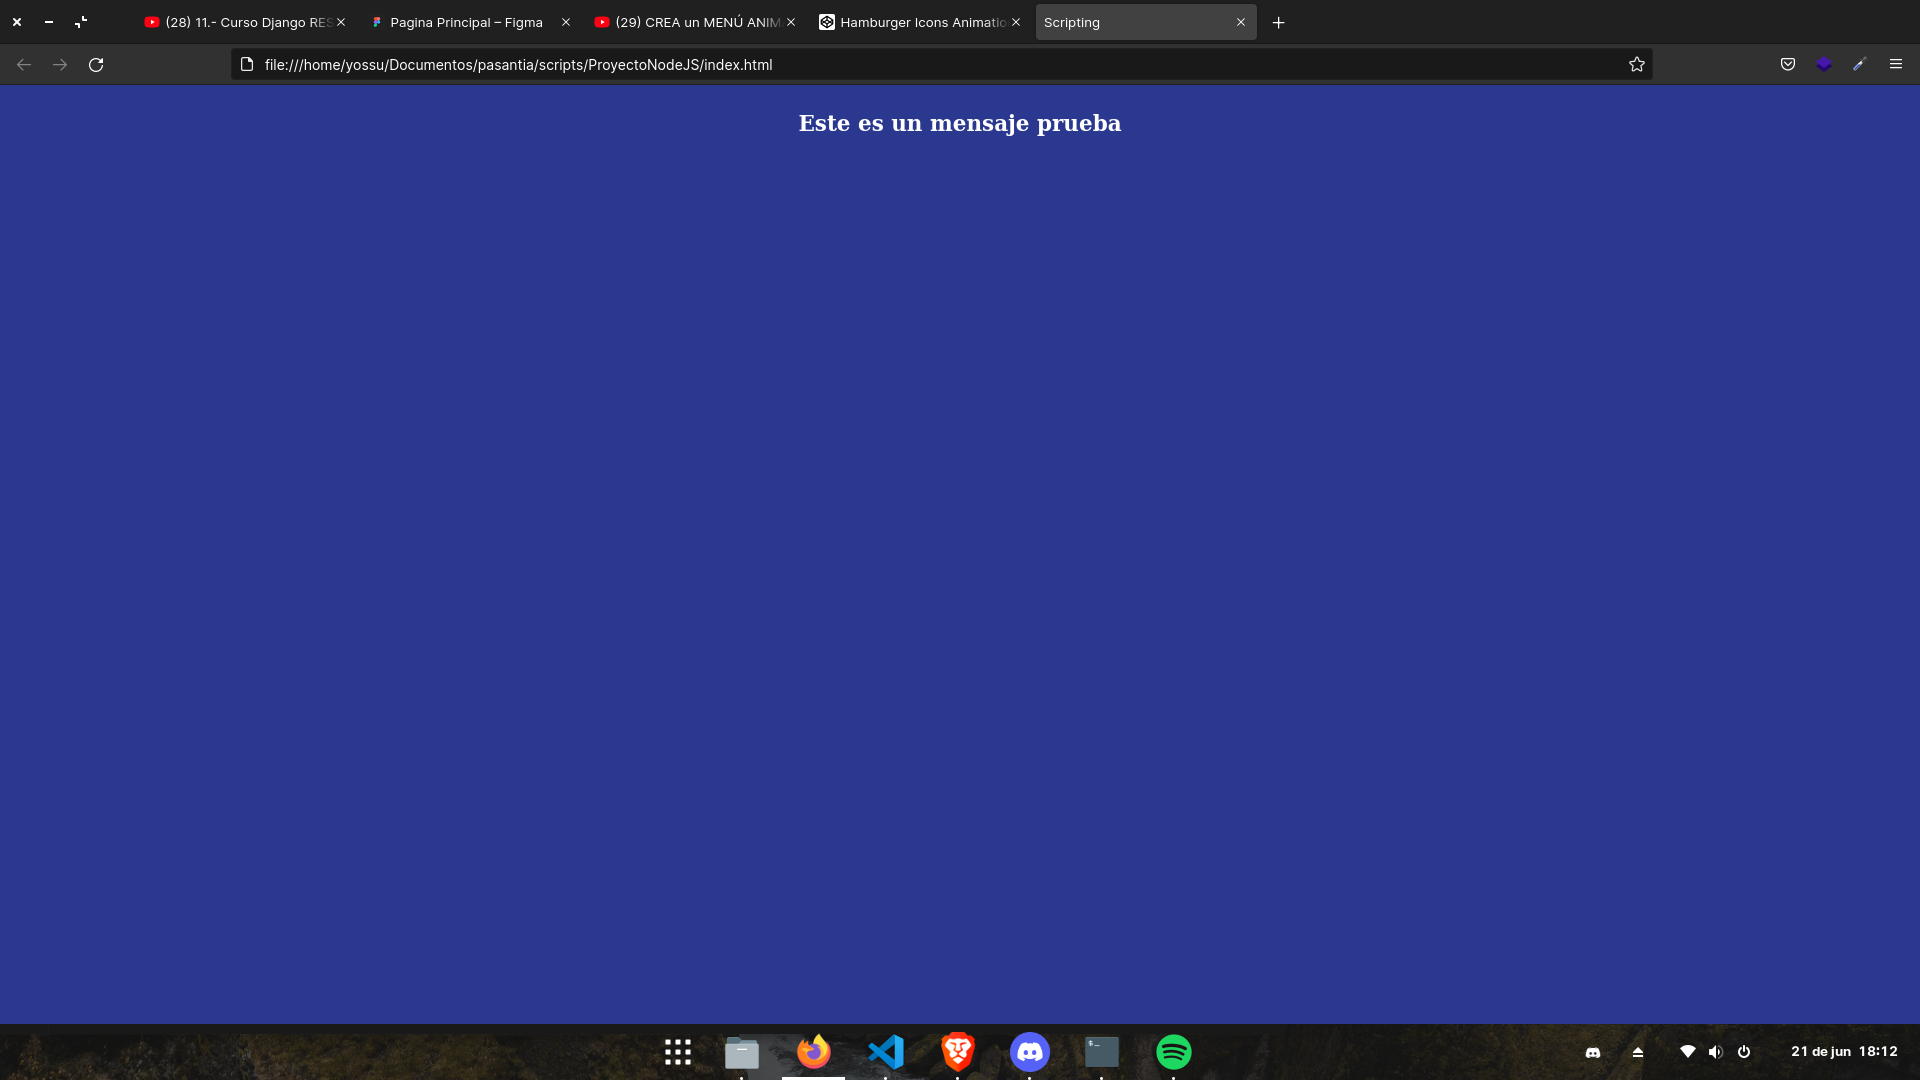 (28) 11.- Curso Django RES
Pagina Principal – Figma
(29) CREA un MENÚ ANIM
Hamburger Icons Animatio
Scripting
file:///home/yossu/Documentos/pasantia/scripts/ProyectoNodeJS/index.html
Este es un mensaje prueba
$_
21 de jun 18:12